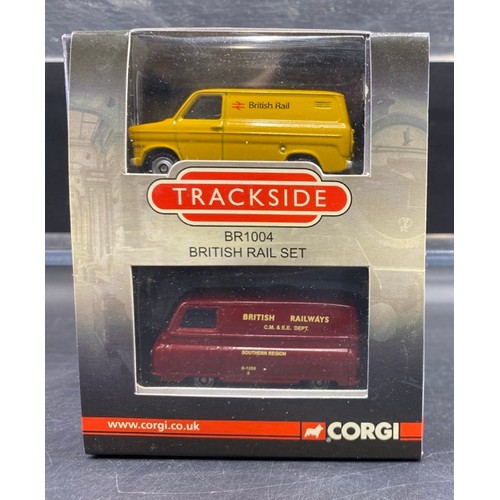 British Rail
TRACKSIDE
BR1004
BRITISH RAIL SET
BRITISH RAILWAYS
C.M. & E.E. DEPT.
SOUTHERN REGION
www.corgi.co.uk
CORGI